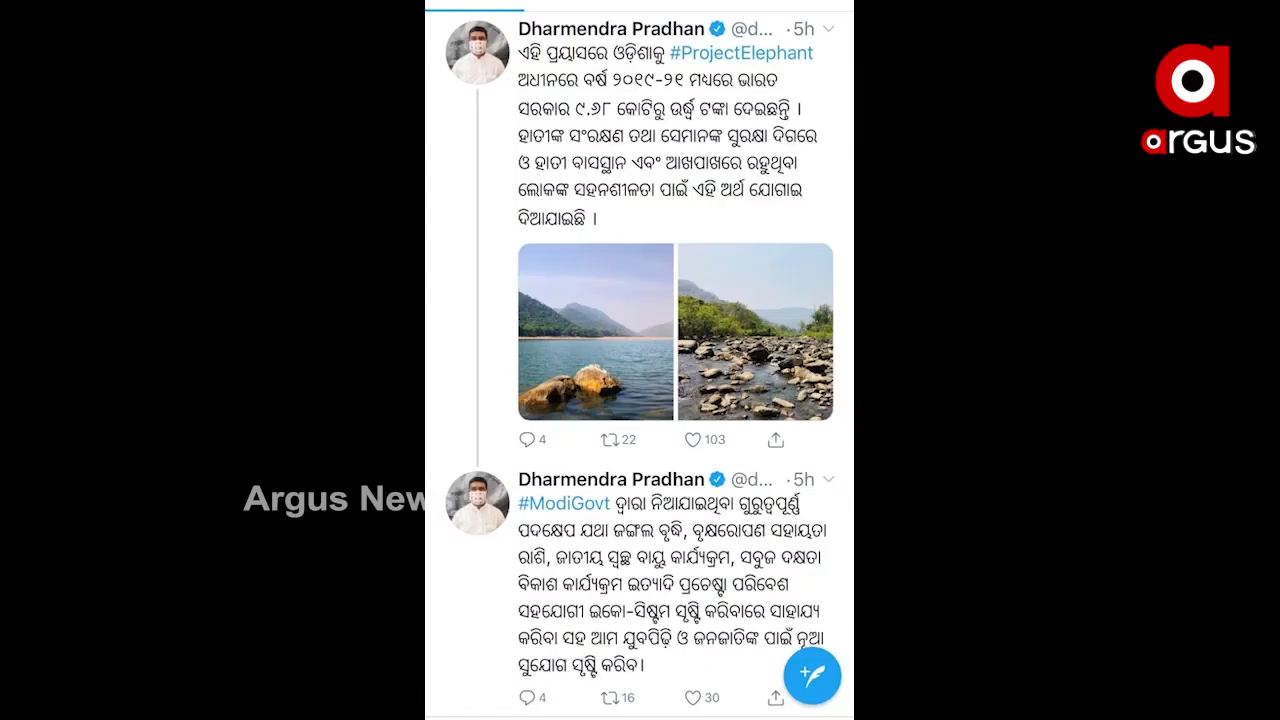 Dharmendra Pradhan @d... ·5h
ଏହି ପ୍ରୟାସରେ ଓଡ଼ିଶାକୁ #ProjectElephant
ଅଧୀନରେ ବର୍ଷ ୨୦୧୯-୨୧ ମଧ୍ୟରେ ଭାରତ
ସରକାର ୯.୬୮ କୋଟିରୁ ଉର୍ଦ୍ଧ୍ୱ ଟଙ୍କା ଦେଇଛନ୍ତି ।
ହାତୀଙ୍କ ସଂରକ୍ଷଣ ତଥା ସେମାନଙ୍କ ସୁରକ୍ଷା ଦିଗରେ
ଓ ହାତୀ ବାସସ୍ଥାନ ଏବଂ ଆଖପାଖରେ ରହୁଥିବା
ଲୋକଙ୍କ ସହନଶୀଳତା ପାଇଁ ଏହି ଅର୍ଥ ଯୋଗାଇ
ଦିଆଯାଇଛି ।
4 22 103
Dharmendra Pradhan @d... ·5h
#ModiGovt ଦ୍ୱାରା ନିଆଯାଇଥିବା ଗୁରୁତ୍ୱପୂର୍ଣ୍ଣ
ପଦକ୍ଷେପ ଯଥା ଜଙ୍ଗଲ ବୃଦ୍ଧି, ବୃକ୍ଷରୋପଣ ସହାୟତା
ରାଶି, ଜାତୀୟ ସ୍ୱଚ୍ଛ ବାୟୁ କାର୍ଯ୍ୟକ୍ରମ, ସବୁଜ ଦକ୍ଷତା
ବିକାଶ କାର୍ଯ୍ୟକ୍ରମ ଇତ୍ୟାଦି ପ୍ରଚେଷ୍ଟା ପରିବେଶ
ସହଯୋଗୀ ଇକୋ-ସିଷ୍ଟମ ସୃଷ୍ଟି କରିବାରେ ସାହାଯ୍ୟ
କରିବା ସହ ଆମ ଯୁବପିଢ଼ି ଓ ଜନଜାତିଙ୍କ ପାଇଁ ନୂଆ
ସୁଯୋଗ ସୃଷ୍ଟି କରିବ।
4 16 30
argus
Argus New